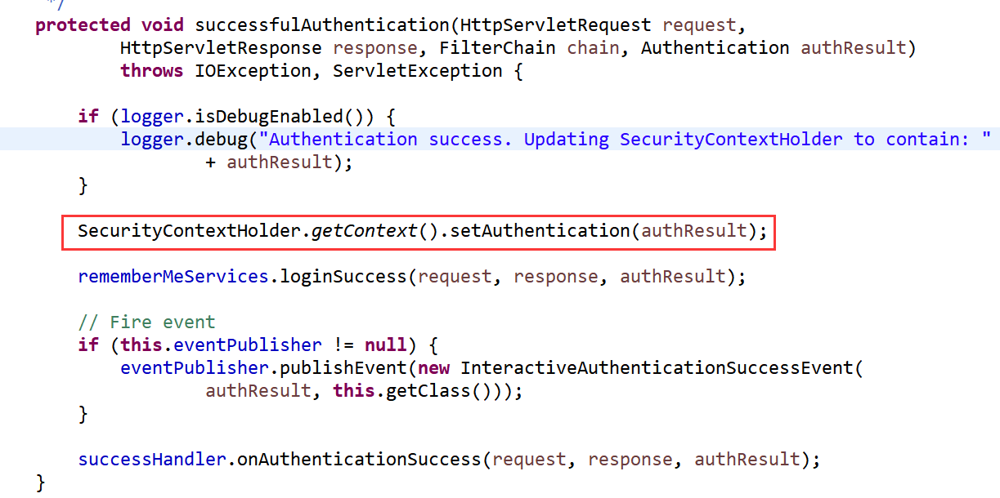 */
protected void successfulAuthentication(HttpServletRequest request,
        HttpServletResponse response, FilterChain chain, Authentication authResult)
        throws IOException, ServletException {
    if (logger.isDebugEnabled()) {
        logger.debug("Authentication success. Updating SecurityContextHolder to contain: "
                + authResult);
    }
    SecurityContextHolder.getContext().setAuthentication(authResult);
    rememberMeServices.loginSuccess(request, response, authResult);
    // Fire event
    if (this.eventPublisher != null) {
        eventPublisher.publishEvent(new InteractiveAuthenticationSuccessEvent(
                authResult, this.getClass()));
    }
    successHandler.onAuthenticationSuccess(request, response, authResult);
}